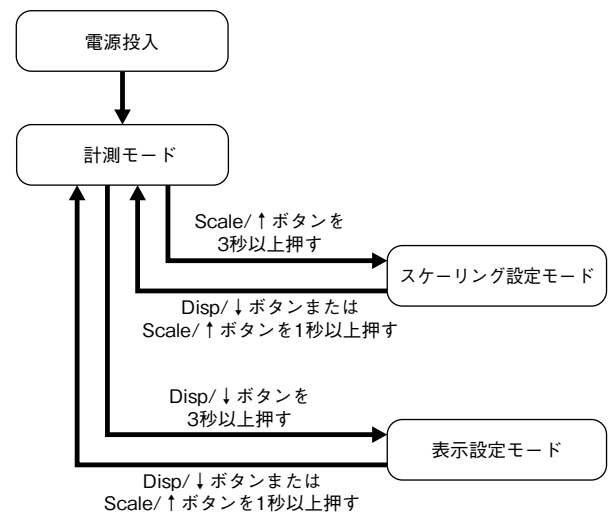 電源投入
計測モード
Scale/↑ボタンを
3秒以上押す
スケーリング設定モード
Disp/↓ボタンまたは
Scale/↑ボタンを1秒以上押す
Disp/↓ボタンを
3秒以上押す
表示設定モード
Disp/↓ボタンまたは
Scale/↑ボタンを1秒以上押す